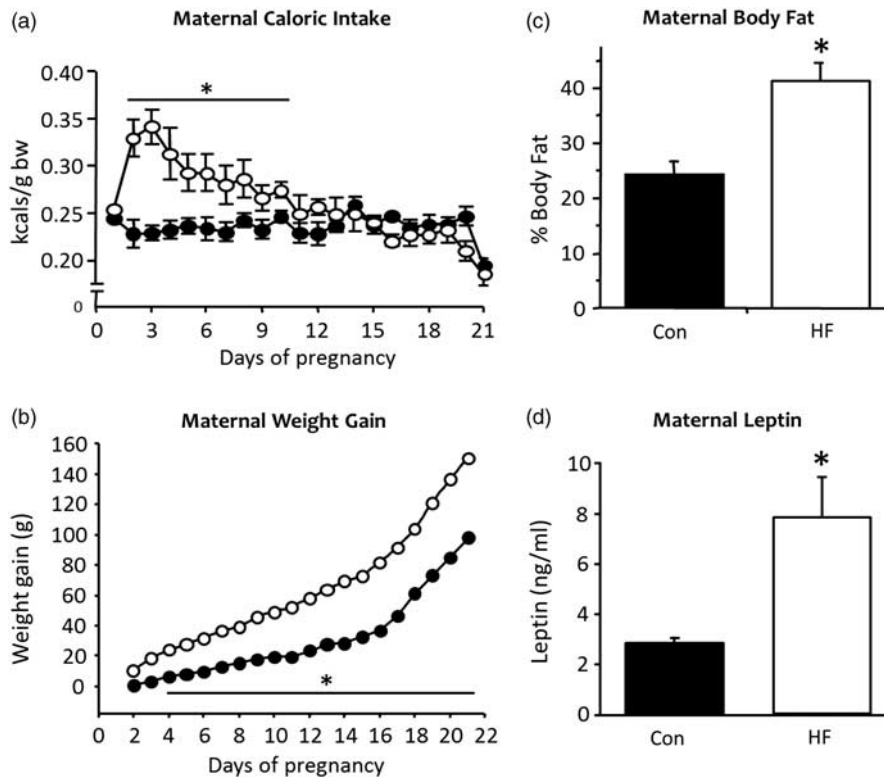 (a)
Maternal Caloric Intake
kcals/g bw
0.40
0.35
0.30
0.25
0.20
0
*
0 3 6 9 12 15 18 21
Days of pregnancy
(b)
Maternal Weight Gain
Weight gain (g)
160
140
120
100
80
60
40
20
0
*
0 2 4 6 8 10 12 14 16 18 20 22
Days of pregnancy
(c)
Maternal Body Fat
% Body Fat
40
30
20
10
0
*
Con HF
(d)
Maternal Leptin
Leptin (ng/ml)
10
8
6
4
2
0
*
Con HF